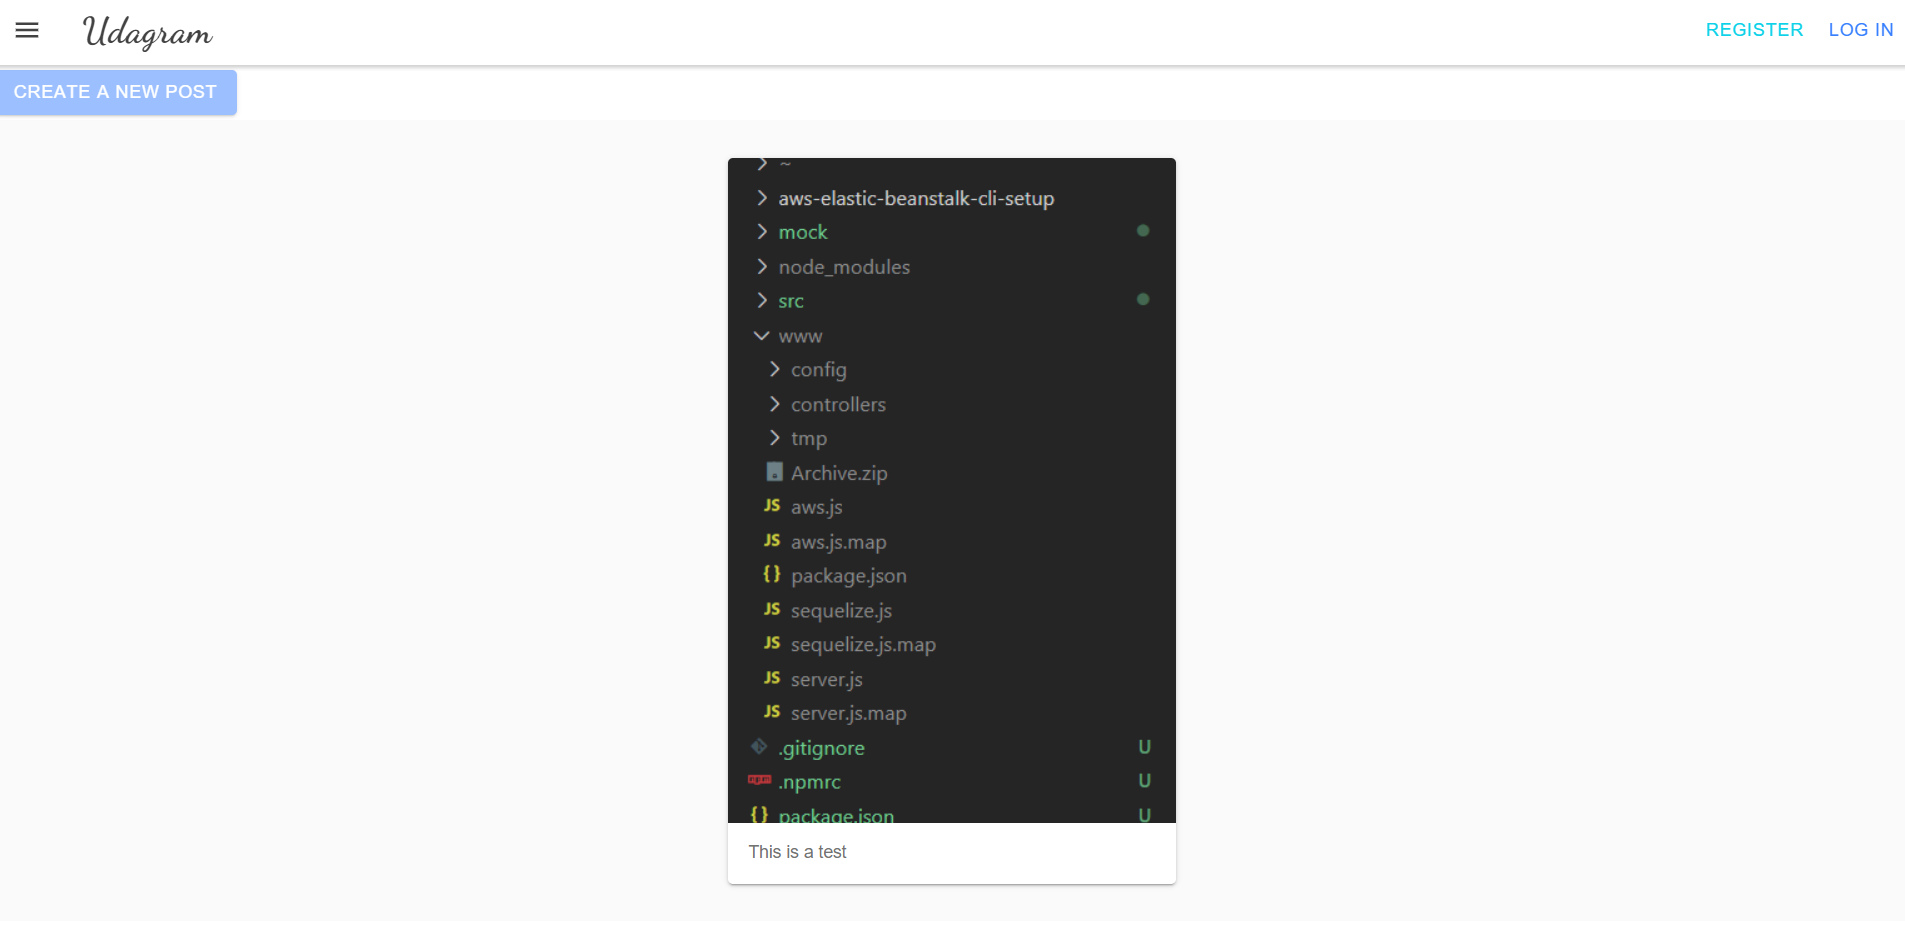 Udagram
REGISTER LOG IN
CREATE A NEW POST
~
aws-elastic-beanstalk-cli-setup
mock
node_modules
src
www
config
controllers
tmp
Archive.zip
JS aws.js
JS aws.js.map
{} package.json
JS sequelize.js
JS sequelize.js.map
JS server.js
JS server.js.map
.gitignore U
npm .npmrc U
{} package.json U
This is a test